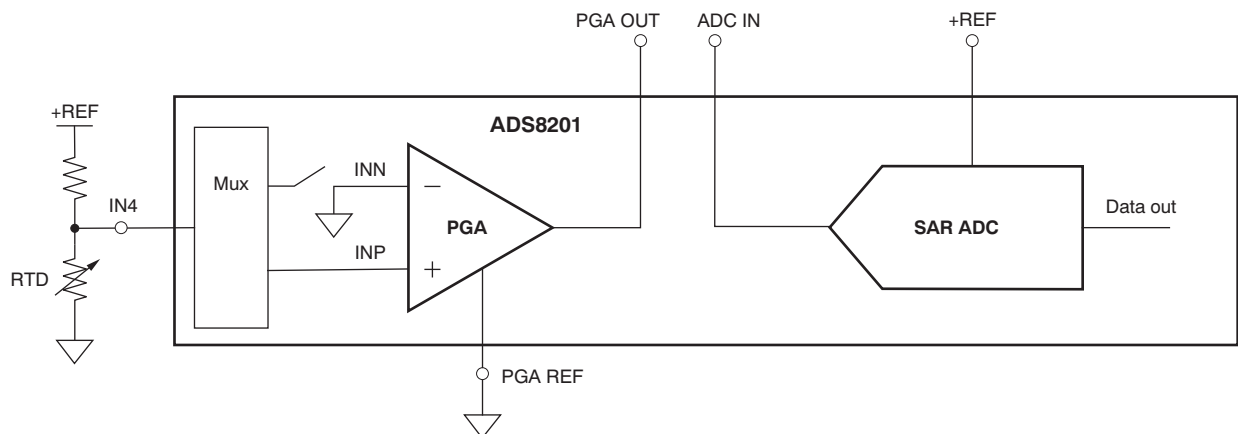 PGA OUT
ADC IN
+REF
+REF
ADS8201
Mux
INN
−
IN4
PGA
SAR ADC
Data out
INP
+
RTD
PGA REF